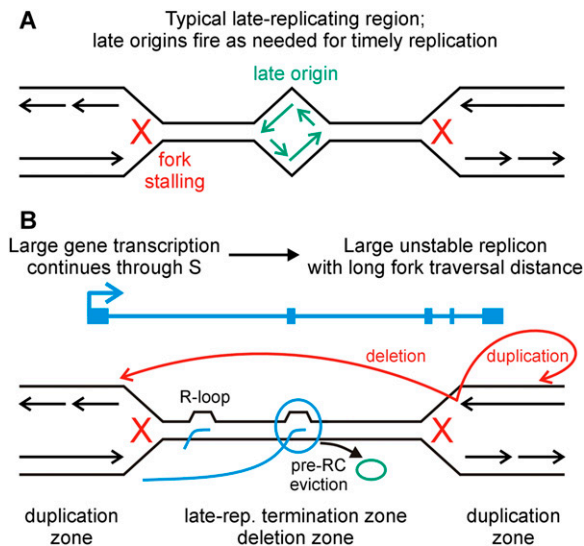 A
Typical late-replicating region;
late origins fire as needed for timely replication
late origin
X
X
fork
stalling
B
Large gene transcription
continues through S
Large unstable replicon
with long fork traversal distance
deletion
duplication
R-loop
X
X
pre-RC
eviction
duplication
zone
late-rep. termination zone
deletion zone
duplication
zone